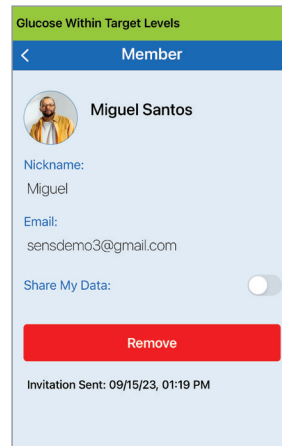 Glucose Within Target Levels
Member
Miguel Santos
Nickname:
Miguel
Email:
sensdemo3@gmail.com
Share My Data:
Remove
Invitation Sent: 09/15/23, 01:19 PM